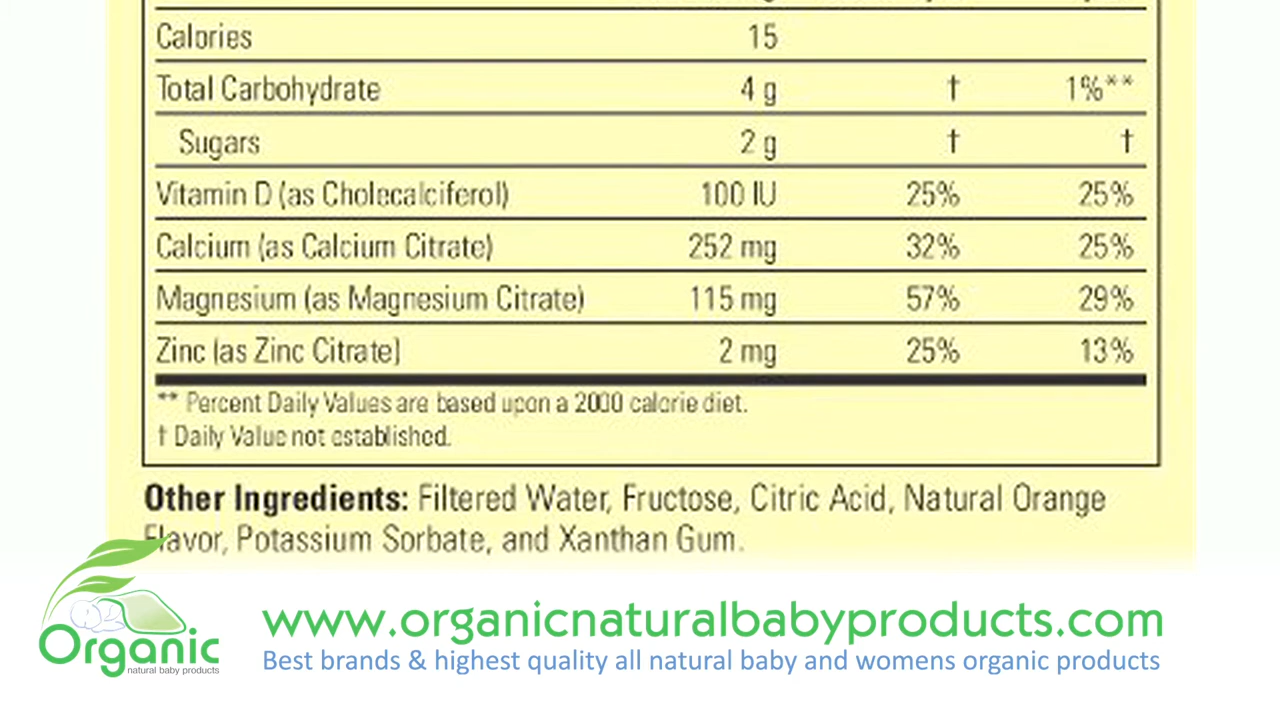 Calories 15
Total Carbohydrate 4 g † 1%**
Sugars 2 g † †
Vitamin D (as Cholecalciferol) 100 IU 25% 25%
Calcium (as Calcium Citrate) 252 mg 32% 25%
Magnesium (as Magnesium Citrate) 115 mg 57% 29%
Zinc (as Zinc Citrate) 2 mg 25% 13%
** Percent Daily Values are based upon a 2000 calorie diet.
† Daily Value not established.
Other Ingredients: Filtered Water, Fructose, Citric Acid, Natural Orange
Flavor, Potassium Sorbate, and Xanthan Gum.
Organic
natural baby products
www.organicnaturalbabyproducts.com
Best brands & highest quality all natural baby and womens organic products